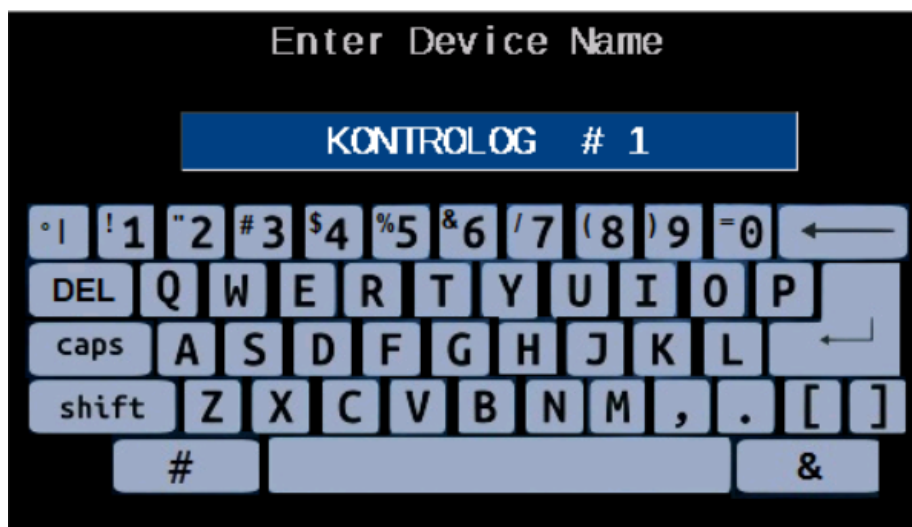 Enter Device Name
KONTROLOG # 1
°| !1 "2 #3 $4 %5 &6 /7 (8 )9 =0 ←
DEL Q W E R T Y U I O P
caps A S D F G H J K L ↵
shift Z X C V B N M , . [ ]
# &